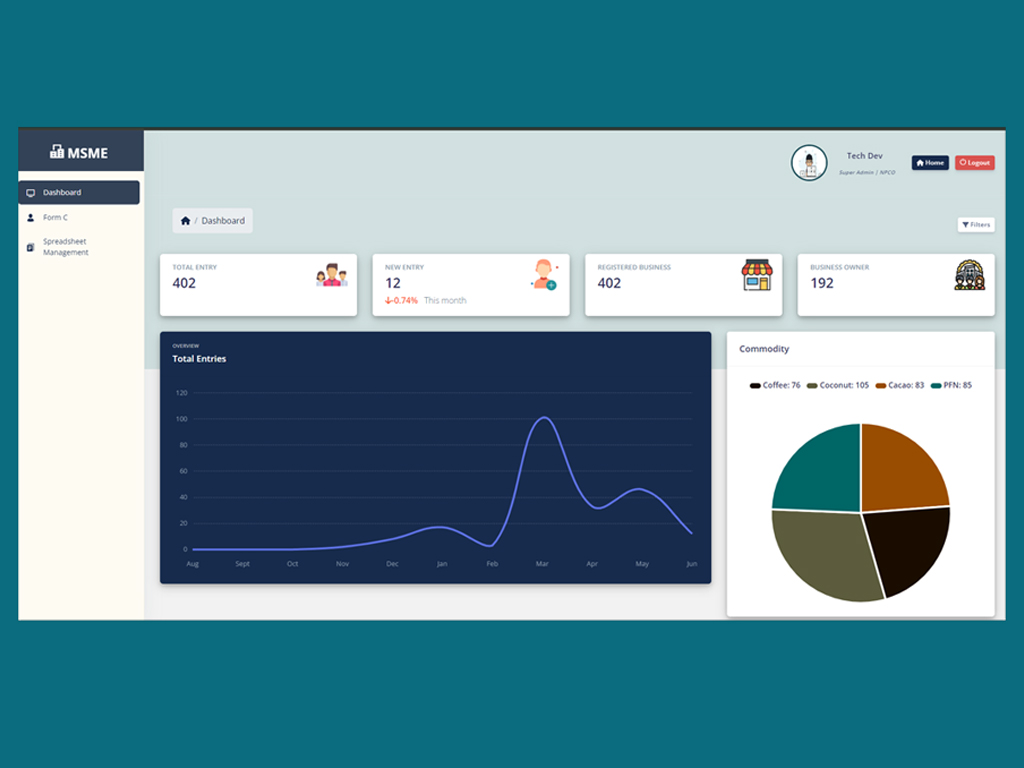 MSME
Dashboard
Form C
Spreadsheet
Management
Tech Dev
Super Admin | NPCO
Home
Logout
/ Dashboard
Filters
TOTAL ENTRY
402
NEW ENTRY
12
-0.74% This month
REGISTERED BUSINESS
402
BUSINESS OWNER
192
OVERVIEW
Total Entries
120
100
80
60
40
20
0
Aug Sept Oct Nov Dec Jan Feb Mar Apr May Jun
Commodity
Coffee: 76 Coconut: 105 Cacao: 83 PFN: 85